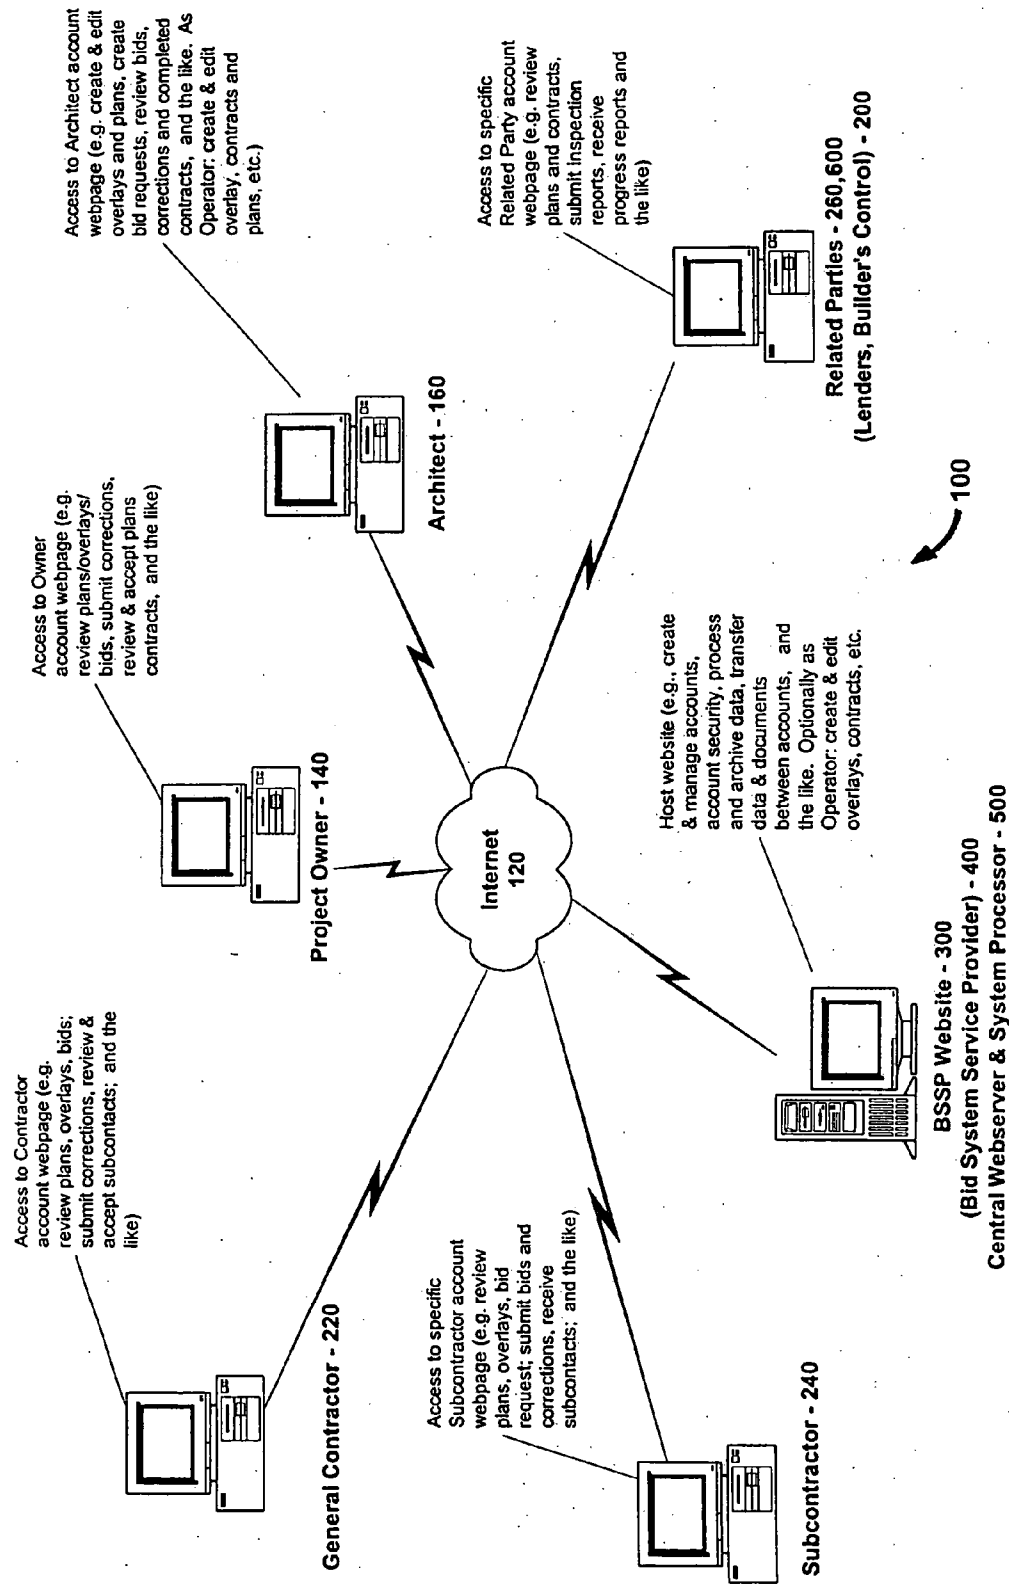 Access to Contractor
account webpage (e.g.
review plans, overlays, bids;
submit corrections, review &
accept subcontacts; and the
like)
General Contractor - 220
Access to Owner
account webpage (e.g.
review plans/overlays/
bids, submit corrections,
review & accept plans
contracts, and the like)
Project Owner - 140
Access to Architect account
webpage (e.g. create & edit
overlays and plans, create
bid requests, review bids,
corrections and completed
contracts, and the like. As
Operator: create & edit
overlay, contracts and
plans, etc.)
Architect - 160
Internet
120
Access to specific
Subcontractor account
webpage (e.g. review
plans, overlays, bid
request; submit bids and
corrections, receive
subcontacts; and the like)
Subcontractor - 240
Host website (e.g., create
& manage accounts,
account security, process
and archive data, transfer
data & documents
between accounts, and
the like. Optionally as
Operator: create & edit
overlays, contracts, etc.
BSSP Website - 300
(Bid System Service Provider) - 400
Central Webserver & System Processor - 500
Access to specific
Related Party account
webpage (e.g. review
plans and contracts,
submit inspection
reports, receive
progress reports and
the like)
Related Parties - 260,600
(Lenders, Builder's Control) - 200
100